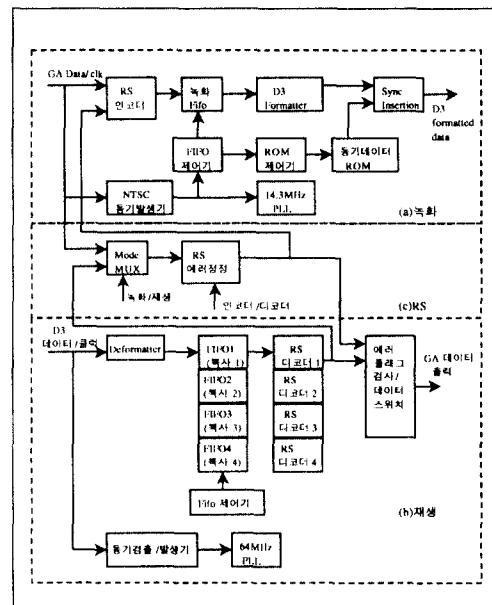 GA Data/clk
RS
인코더
녹화
Fifo
D3
Formatter
Sync
Insertion
D3
formatted
data
FIFO
제어기
ROM
제어기
동기데이터
ROM
NTSC
동기발생기
14.3MHz
PLL
(a)녹화
Mode
MUX
RS
에러정정
녹화/재생
인코더/디코더
(c)RS
D3
데이터/클럭
Deformatter
FIFO1
(복사 1)
RS
디코더 1
FIFO2
(복사 2)
RS
디코더 2
FIFO3
(복사 3)
RS
디코더 3
FIFO4
(복사 4)
RS
디코더 4
에러
플래그
검사/
데이터
스위치
GA 데이터
출력
Fifo 제어기
(b)재생
동기검출/발생기
64MHz
PLL